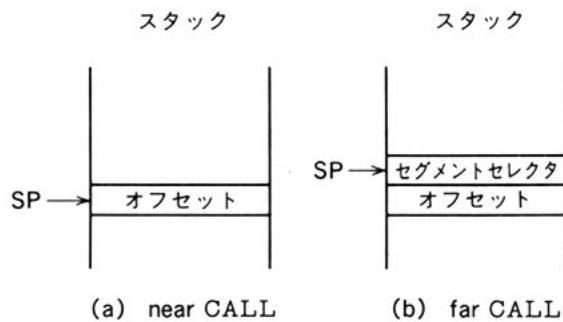 スタック
SP
オフセット
(a) near CALL
スタック
SP
セグメントセレクタ
オフセット
(b) far CALL